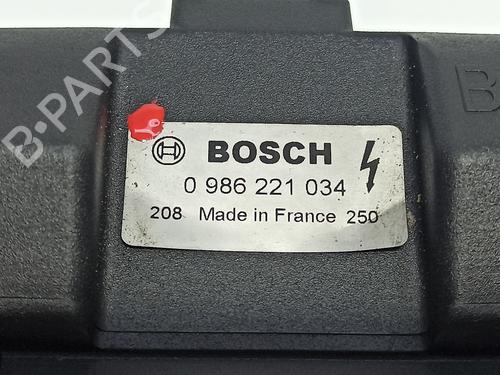 B-PARTS
B
BOSCH
0 986 221 034
208 Made in France 250